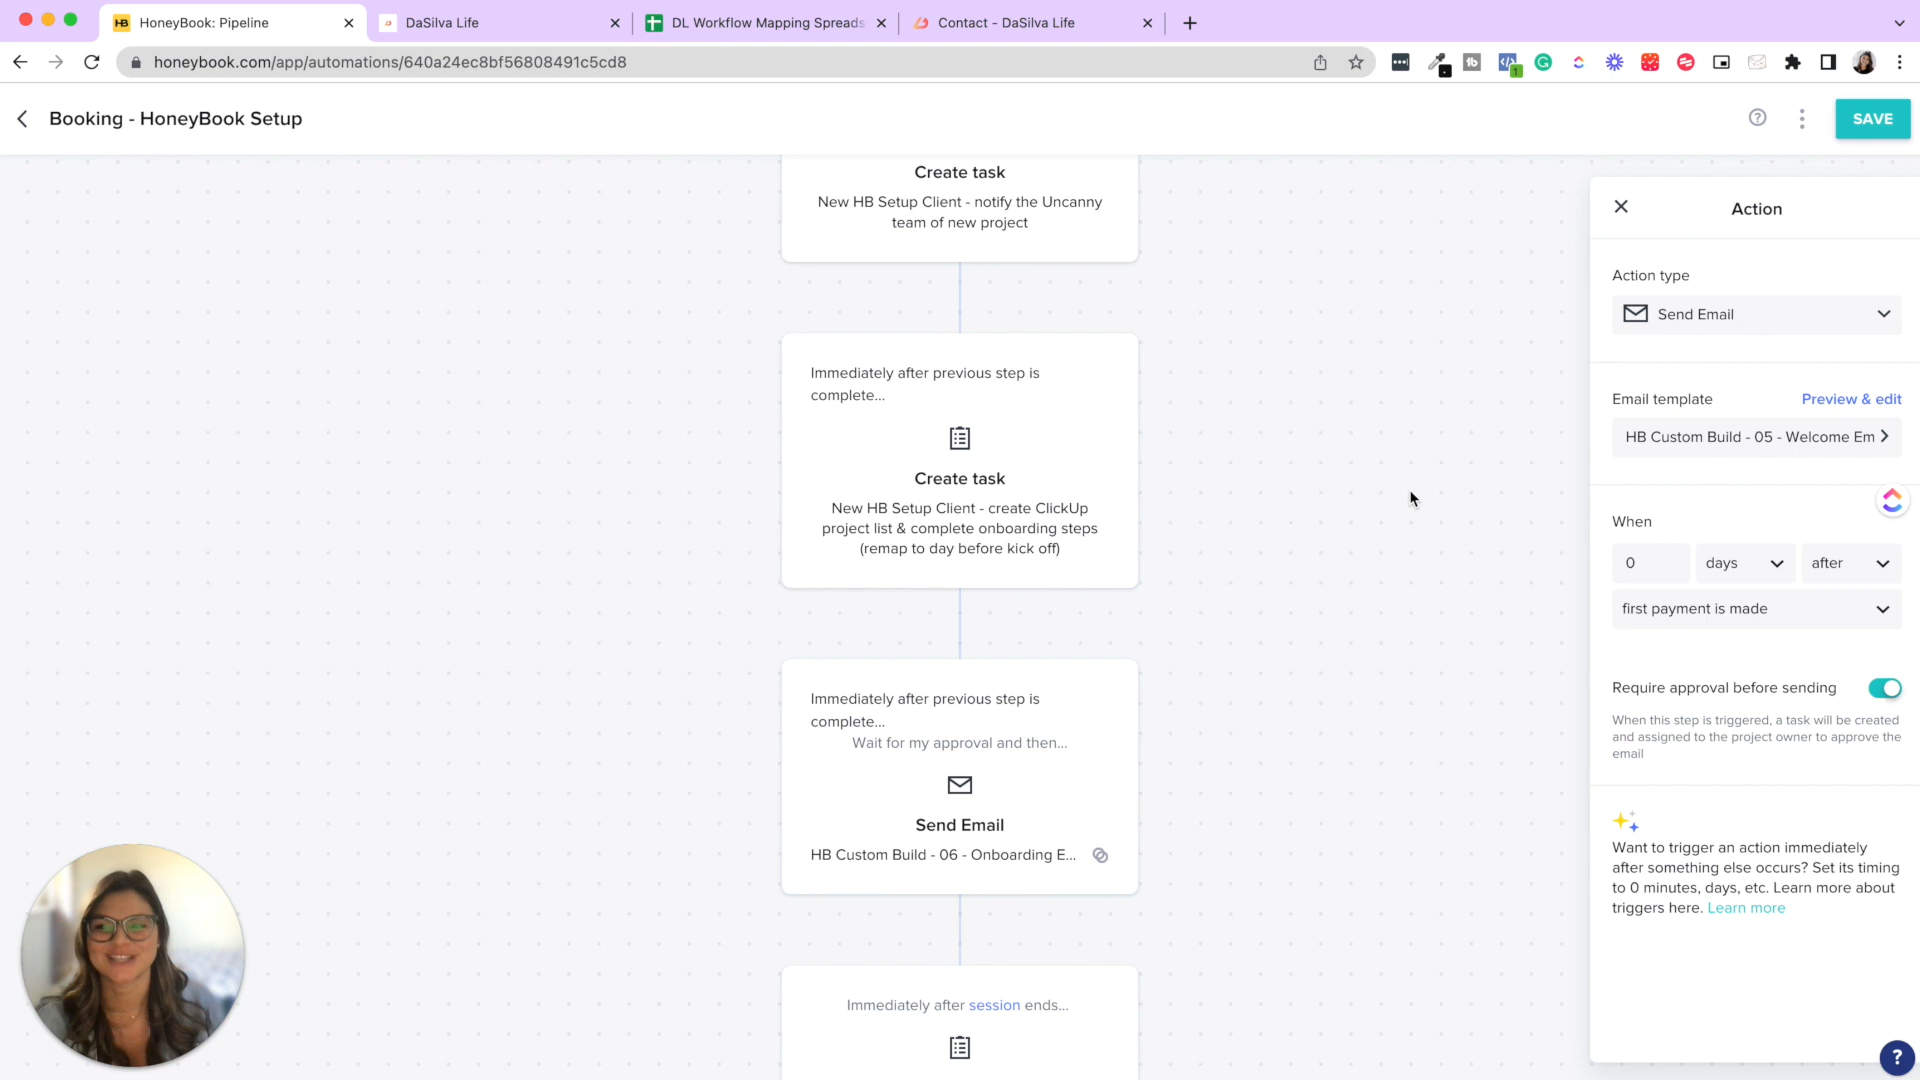 HB HoneyBook: Pipeline
DaSilva Life
DL Workflow Mapping Spreads
Contact - DaSilva Life
honeybook.com/app/automations/640a24ec8bf56808491c5cd8
tb
1
Booking - HoneyBook Setup
?
SAVE
Create task
New HB Setup Client - notify the Uncanny
team of new project
Immediately after previous step is
complete...
Create task
New HB Setup Client - create ClickUp
project list & complete onboarding steps
(remap to day before kick off)
Immediately after previous step is
complete...
Wait for my approval and then...
Send Email
HB Custom Build - 06 - Onboarding E...
Immediately after session ends...
Action
Action type
Send Email
Email template
Preview & edit
HB Custom Build - 05 - Welcome Em
When
0
days
after
first payment is made
Require approval before sending
When this step is triggered, a task will be created
and assigned to the project owner to approve the
email
Want to trigger an action immediately
after something else occurs? Set its timing
to 0 minutes, days, etc. Learn more about
triggers here. Learn more
?